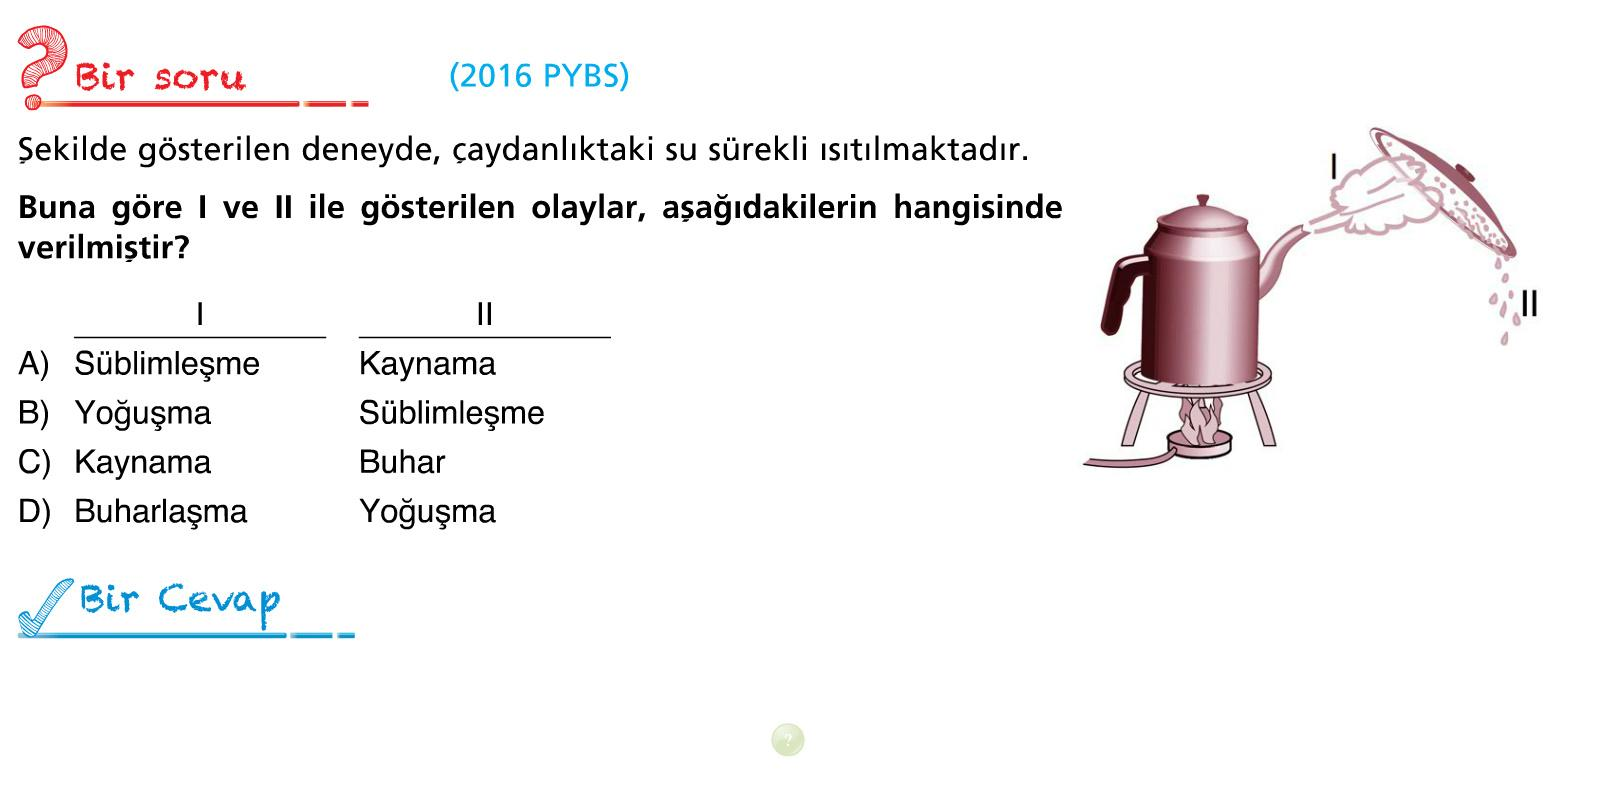 ? Bir soru (2016 PYBS)
Şekilde gösterilen deneyde, çaydanlıktaki su sürekli ısıtılmaktadır.
Buna göre I ve II ile gösterilen olaylar, aşağıdakilerin hangisinde
verilmiştir?
I II
A) Süblimleşme Kaynama
B) Yoğuşma Süblimleşme
C) Kaynama Buhar
D) Buharlaşma Yoğuşma
I
II
Bir Cevap
?